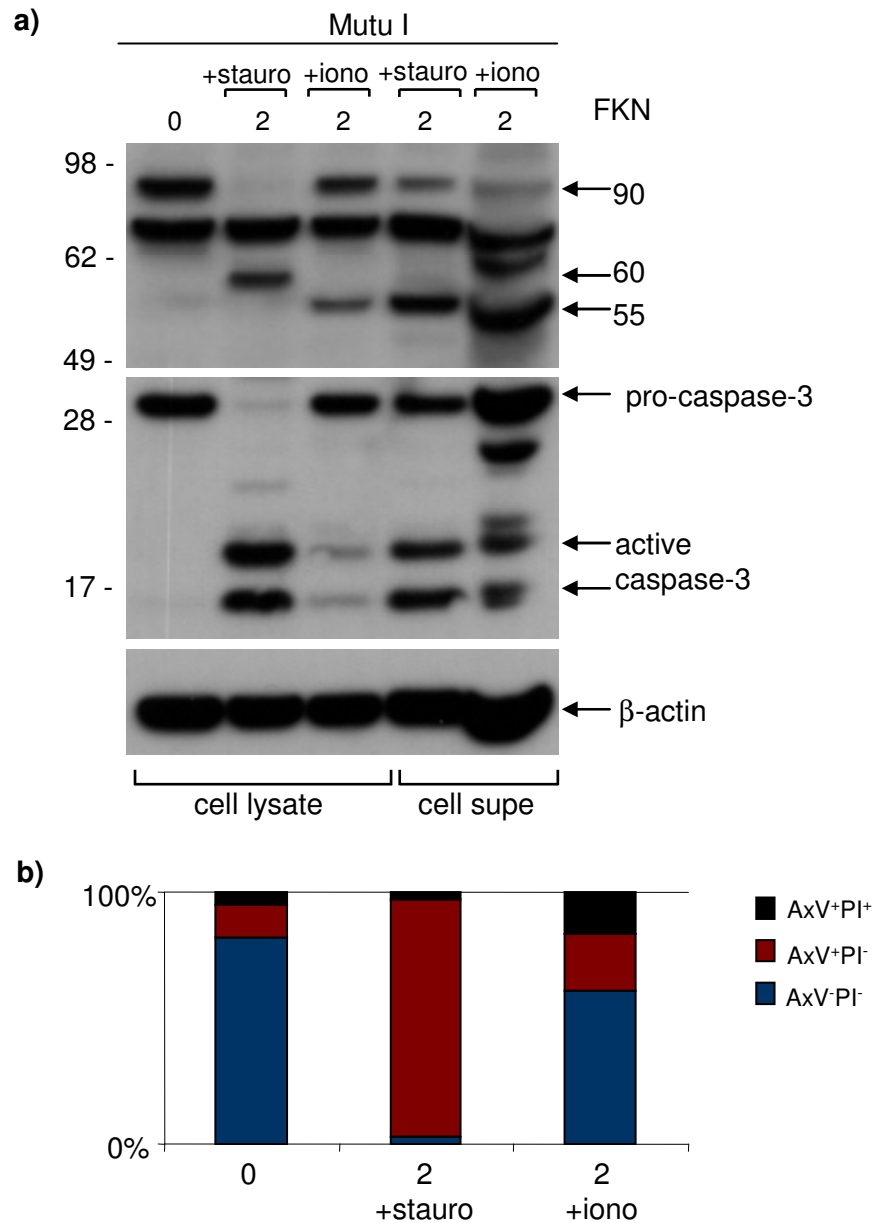 a)
Mutu I
+stauro +iono +stauro +iono
0 2 2 2 2 FKN
98 -
90
62 -
60
55
49 -
pro-caspase-3
28 -
active
caspase-3
17 -
β-actin
cell lysate cell supe
b)
100%
AxV⁺PI⁺
AxV⁺PI⁻
AxV⁻PI⁻
0%
0 2 2
+stauro +iono